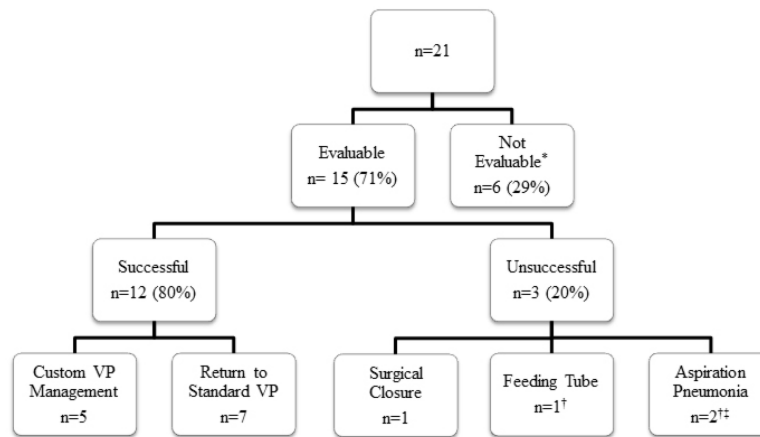 n=21
Evaluable
n= 15 (71%)
Not
Evaluable*
n=6 (29%)
Successful
n=12 (80%)
Unsuccessful
n=3 (20%)
Custom VP
Management
n=5
Return to
Standard VP
n=7
Surgical
Closure
n=1
Feeding Tube
n=1†
Aspiration
Pneumonia
n=2†‡